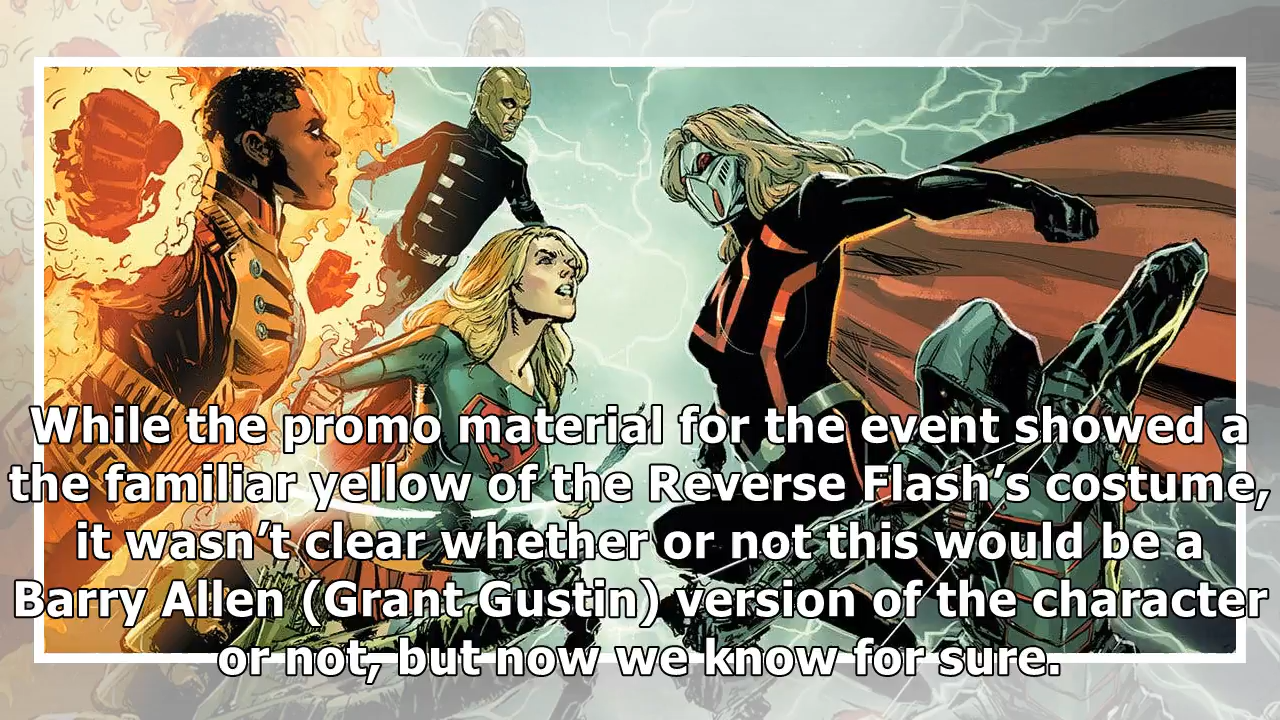 While the promo material for the event showed a
the familiar yellow of the Reverse Flash’s costume,
it wasn’t clear whether or not this would be a
Barry Allen (Grant Gustin) version of the character
or not, but now we know for sure.